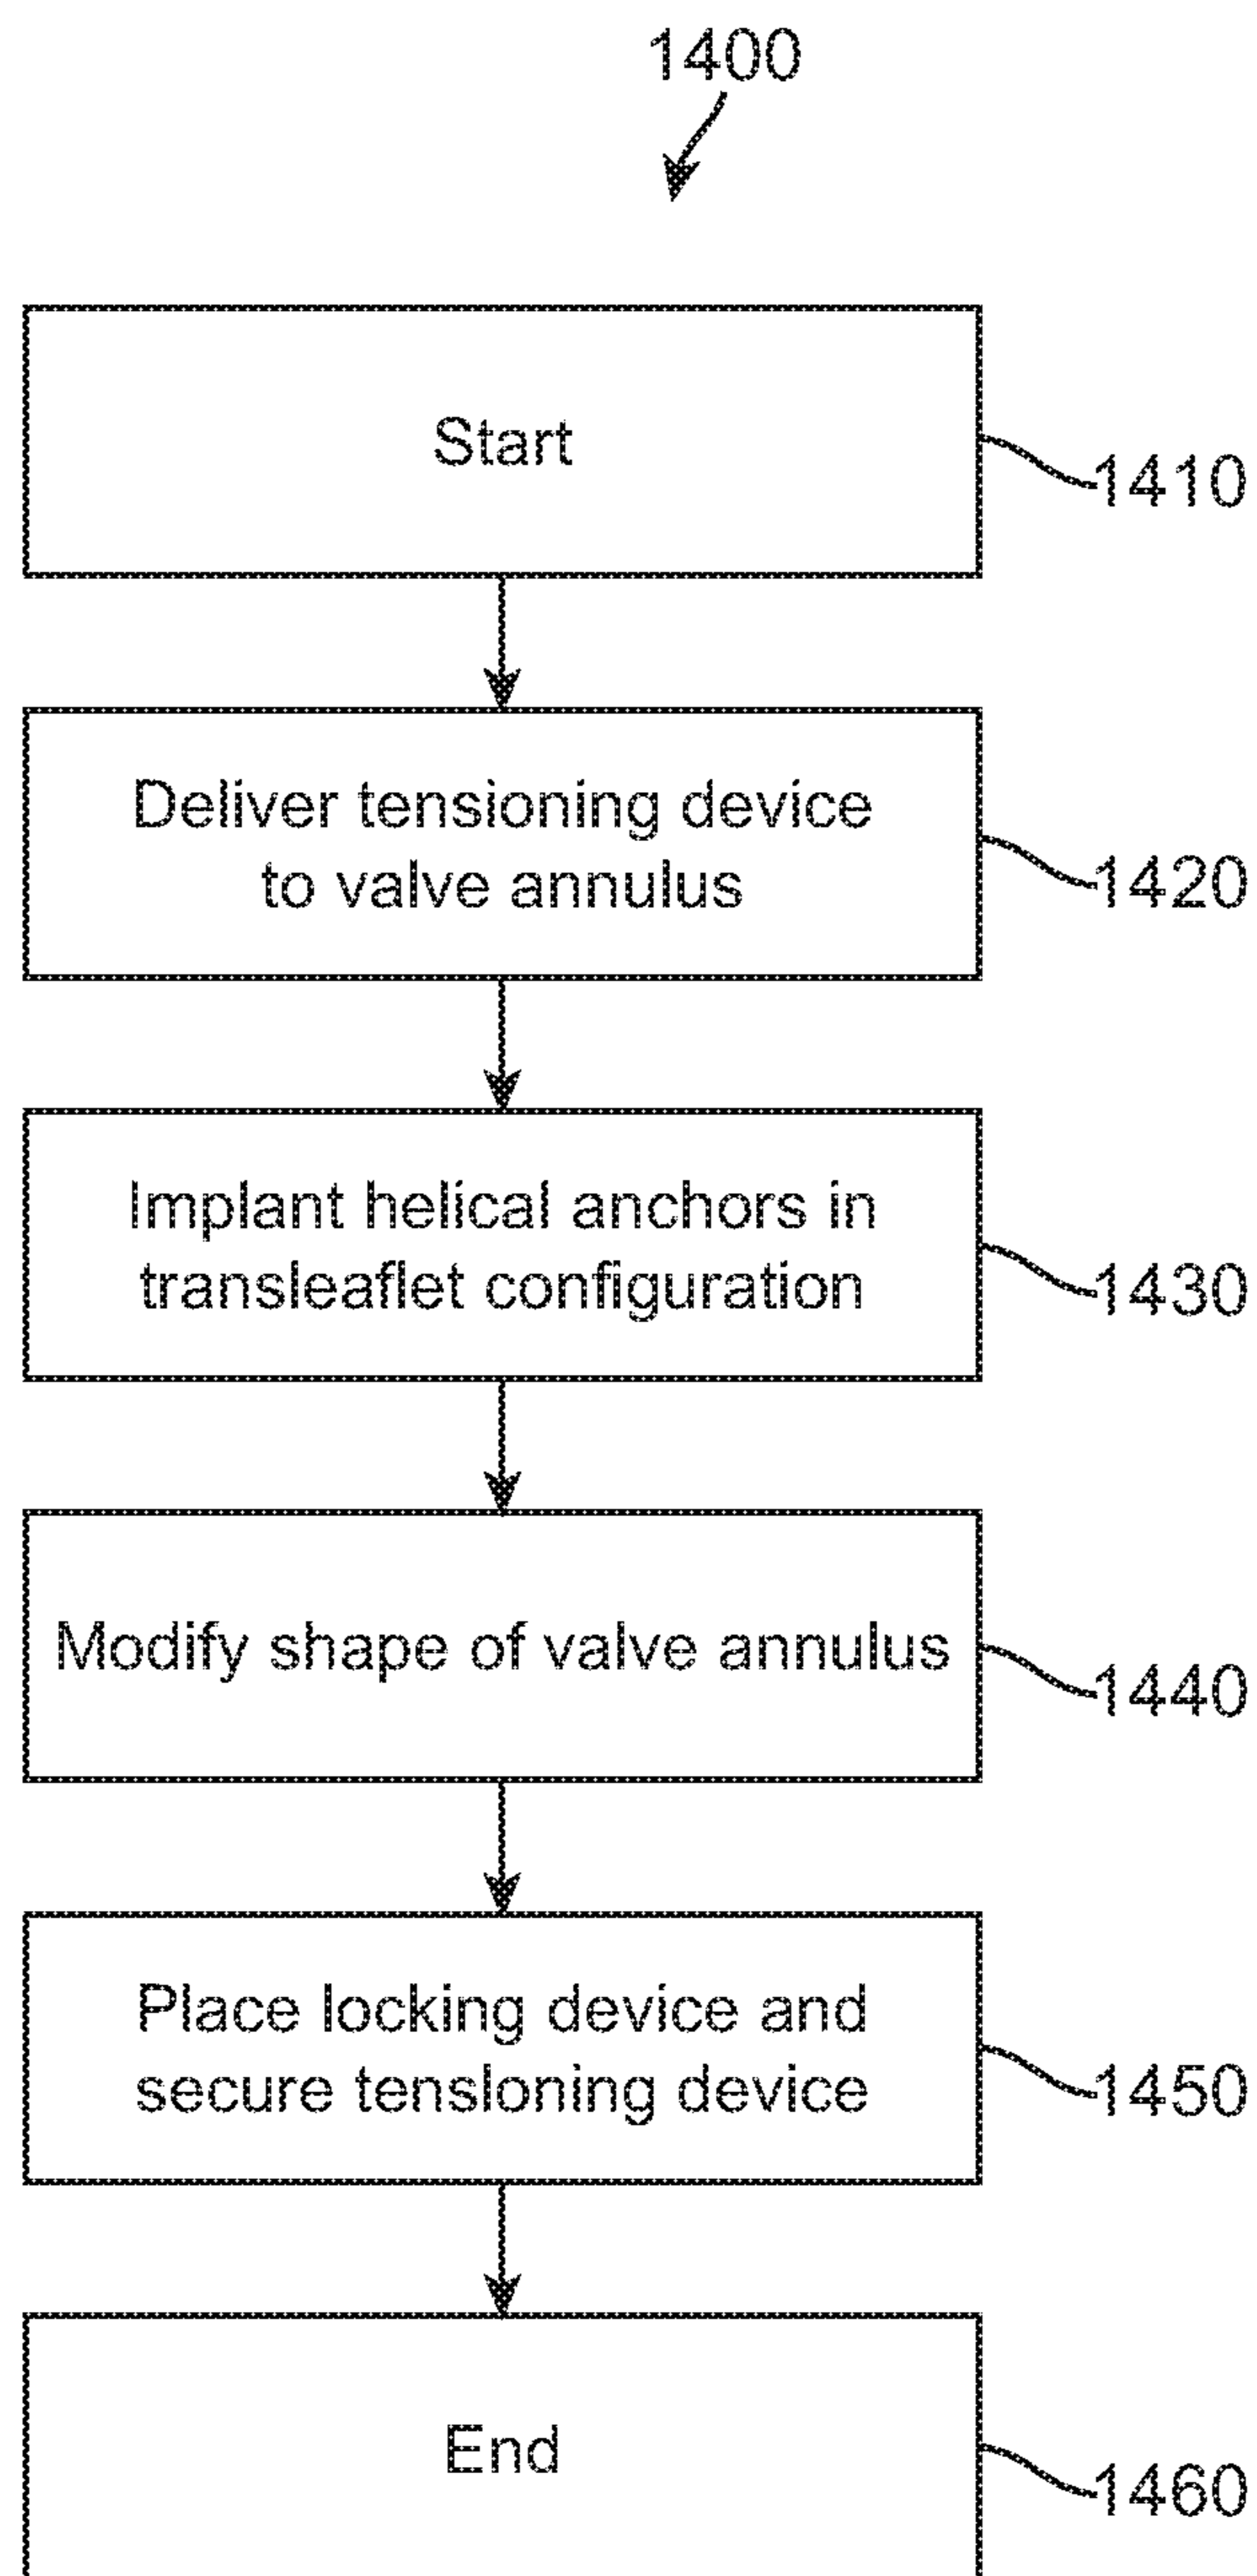 1400
Start
1410
Deliver tensioning device
to valve annulus
1420
Implant helical anchors in
transleaflet configuration
1430
Modify shape of valve annulus
1440
Place locking device and
secure tensloning device
1450
End
1460